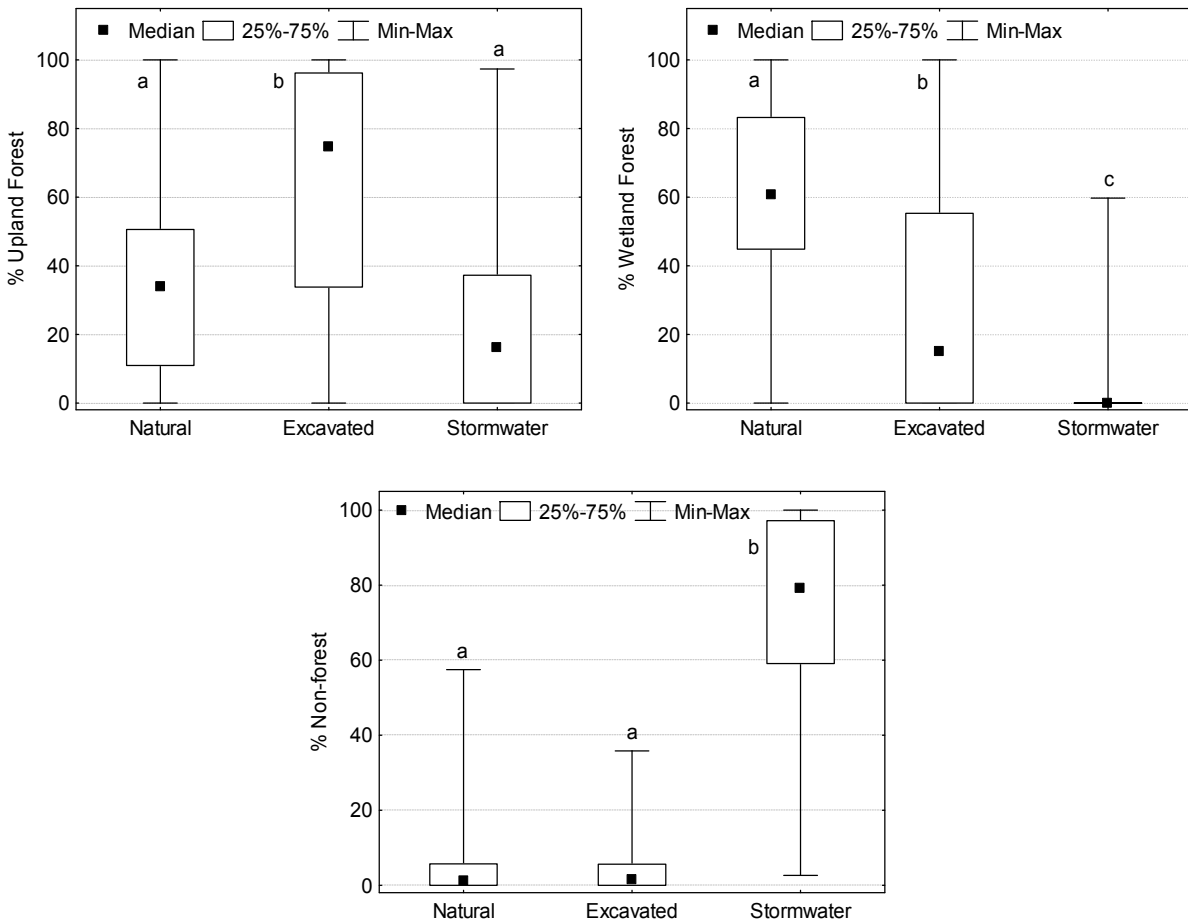 Median 25%-75% Min-Max
% Upland Forest
100
80
60
40
20
0
a
b
a
Natural Excavated Stormwater
Median 25%-75% Min-Max
% Wetland Forest
100
80
60
40
20
0
a
b
c
Natural Excavated Stormwater
Median 25%-75% Min-Max
% Non-forest
100
80
60
40
20
0
a
a
b
Natural Excavated Stormwater